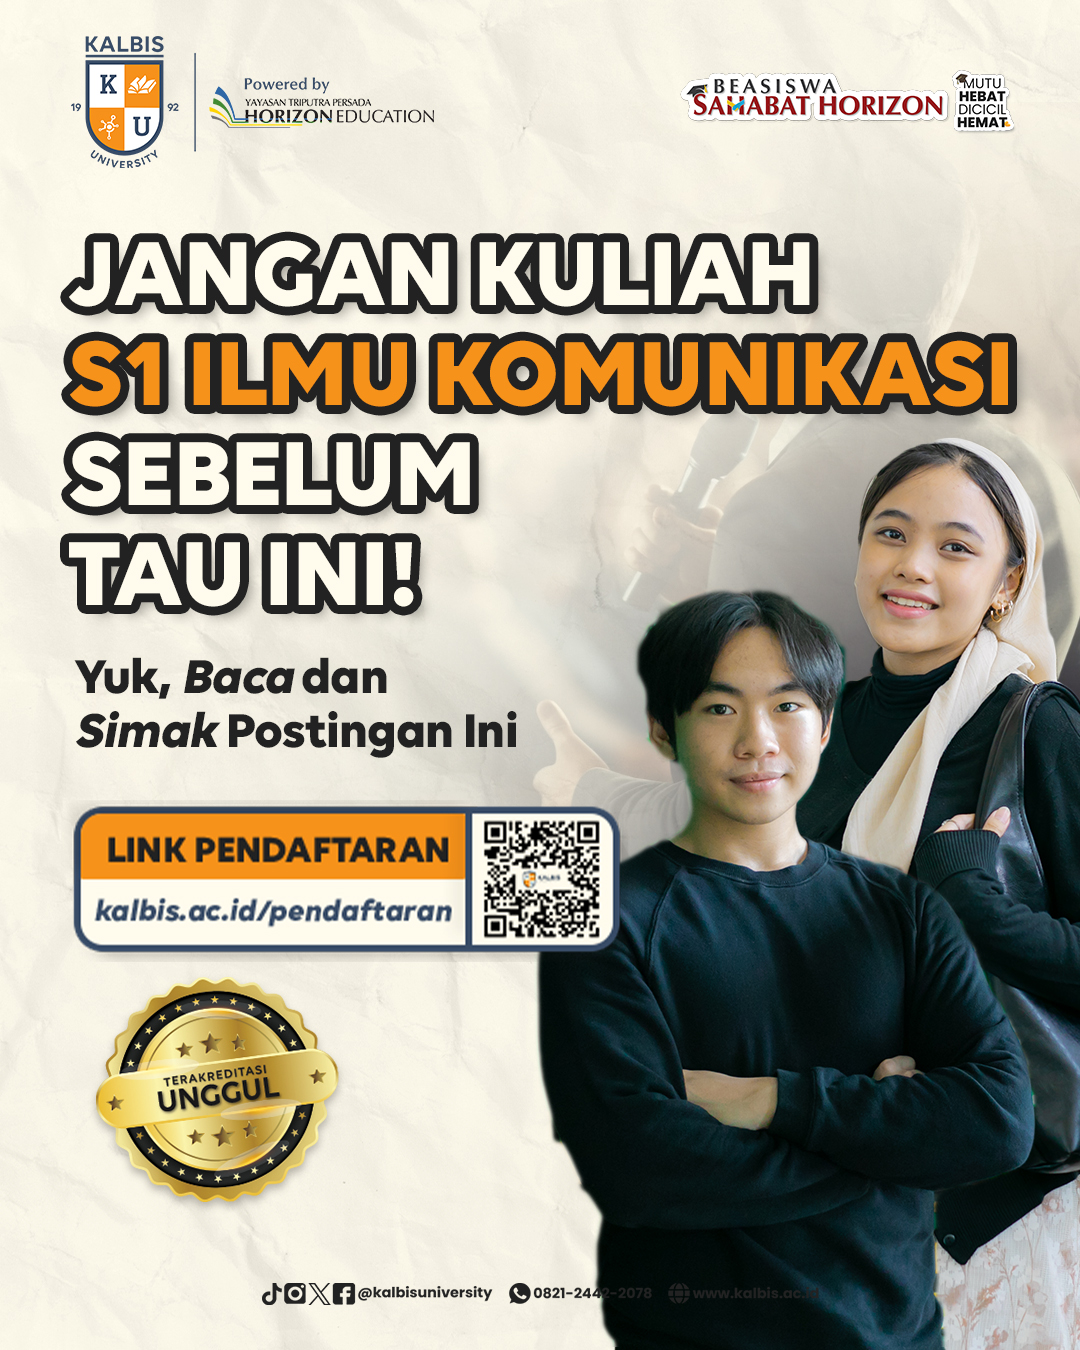 KALBIS
K
U
19 92
UNIVERSITY
Powered by
YAYASAN TRIPUTRA PERSADA
HORIZON EDUCATION
BEASISWA
SAHABAT HORIZON
MUTU
HEBAT
DICICIL
HEMAT
JANGAN KULIAH
S1 ILMU KOMUNIKASI
SEBELUM
TAU INI!
Yuk, Baca dan
Simak Postingan Ini
LINK PENDAFTARAN
kalbis.ac.id/pendaftaran
KALBIS
TERAKREDITASI
UNGGUL
@kalbisuniversity 0821-2442-2078 www.kalbis.ac.id